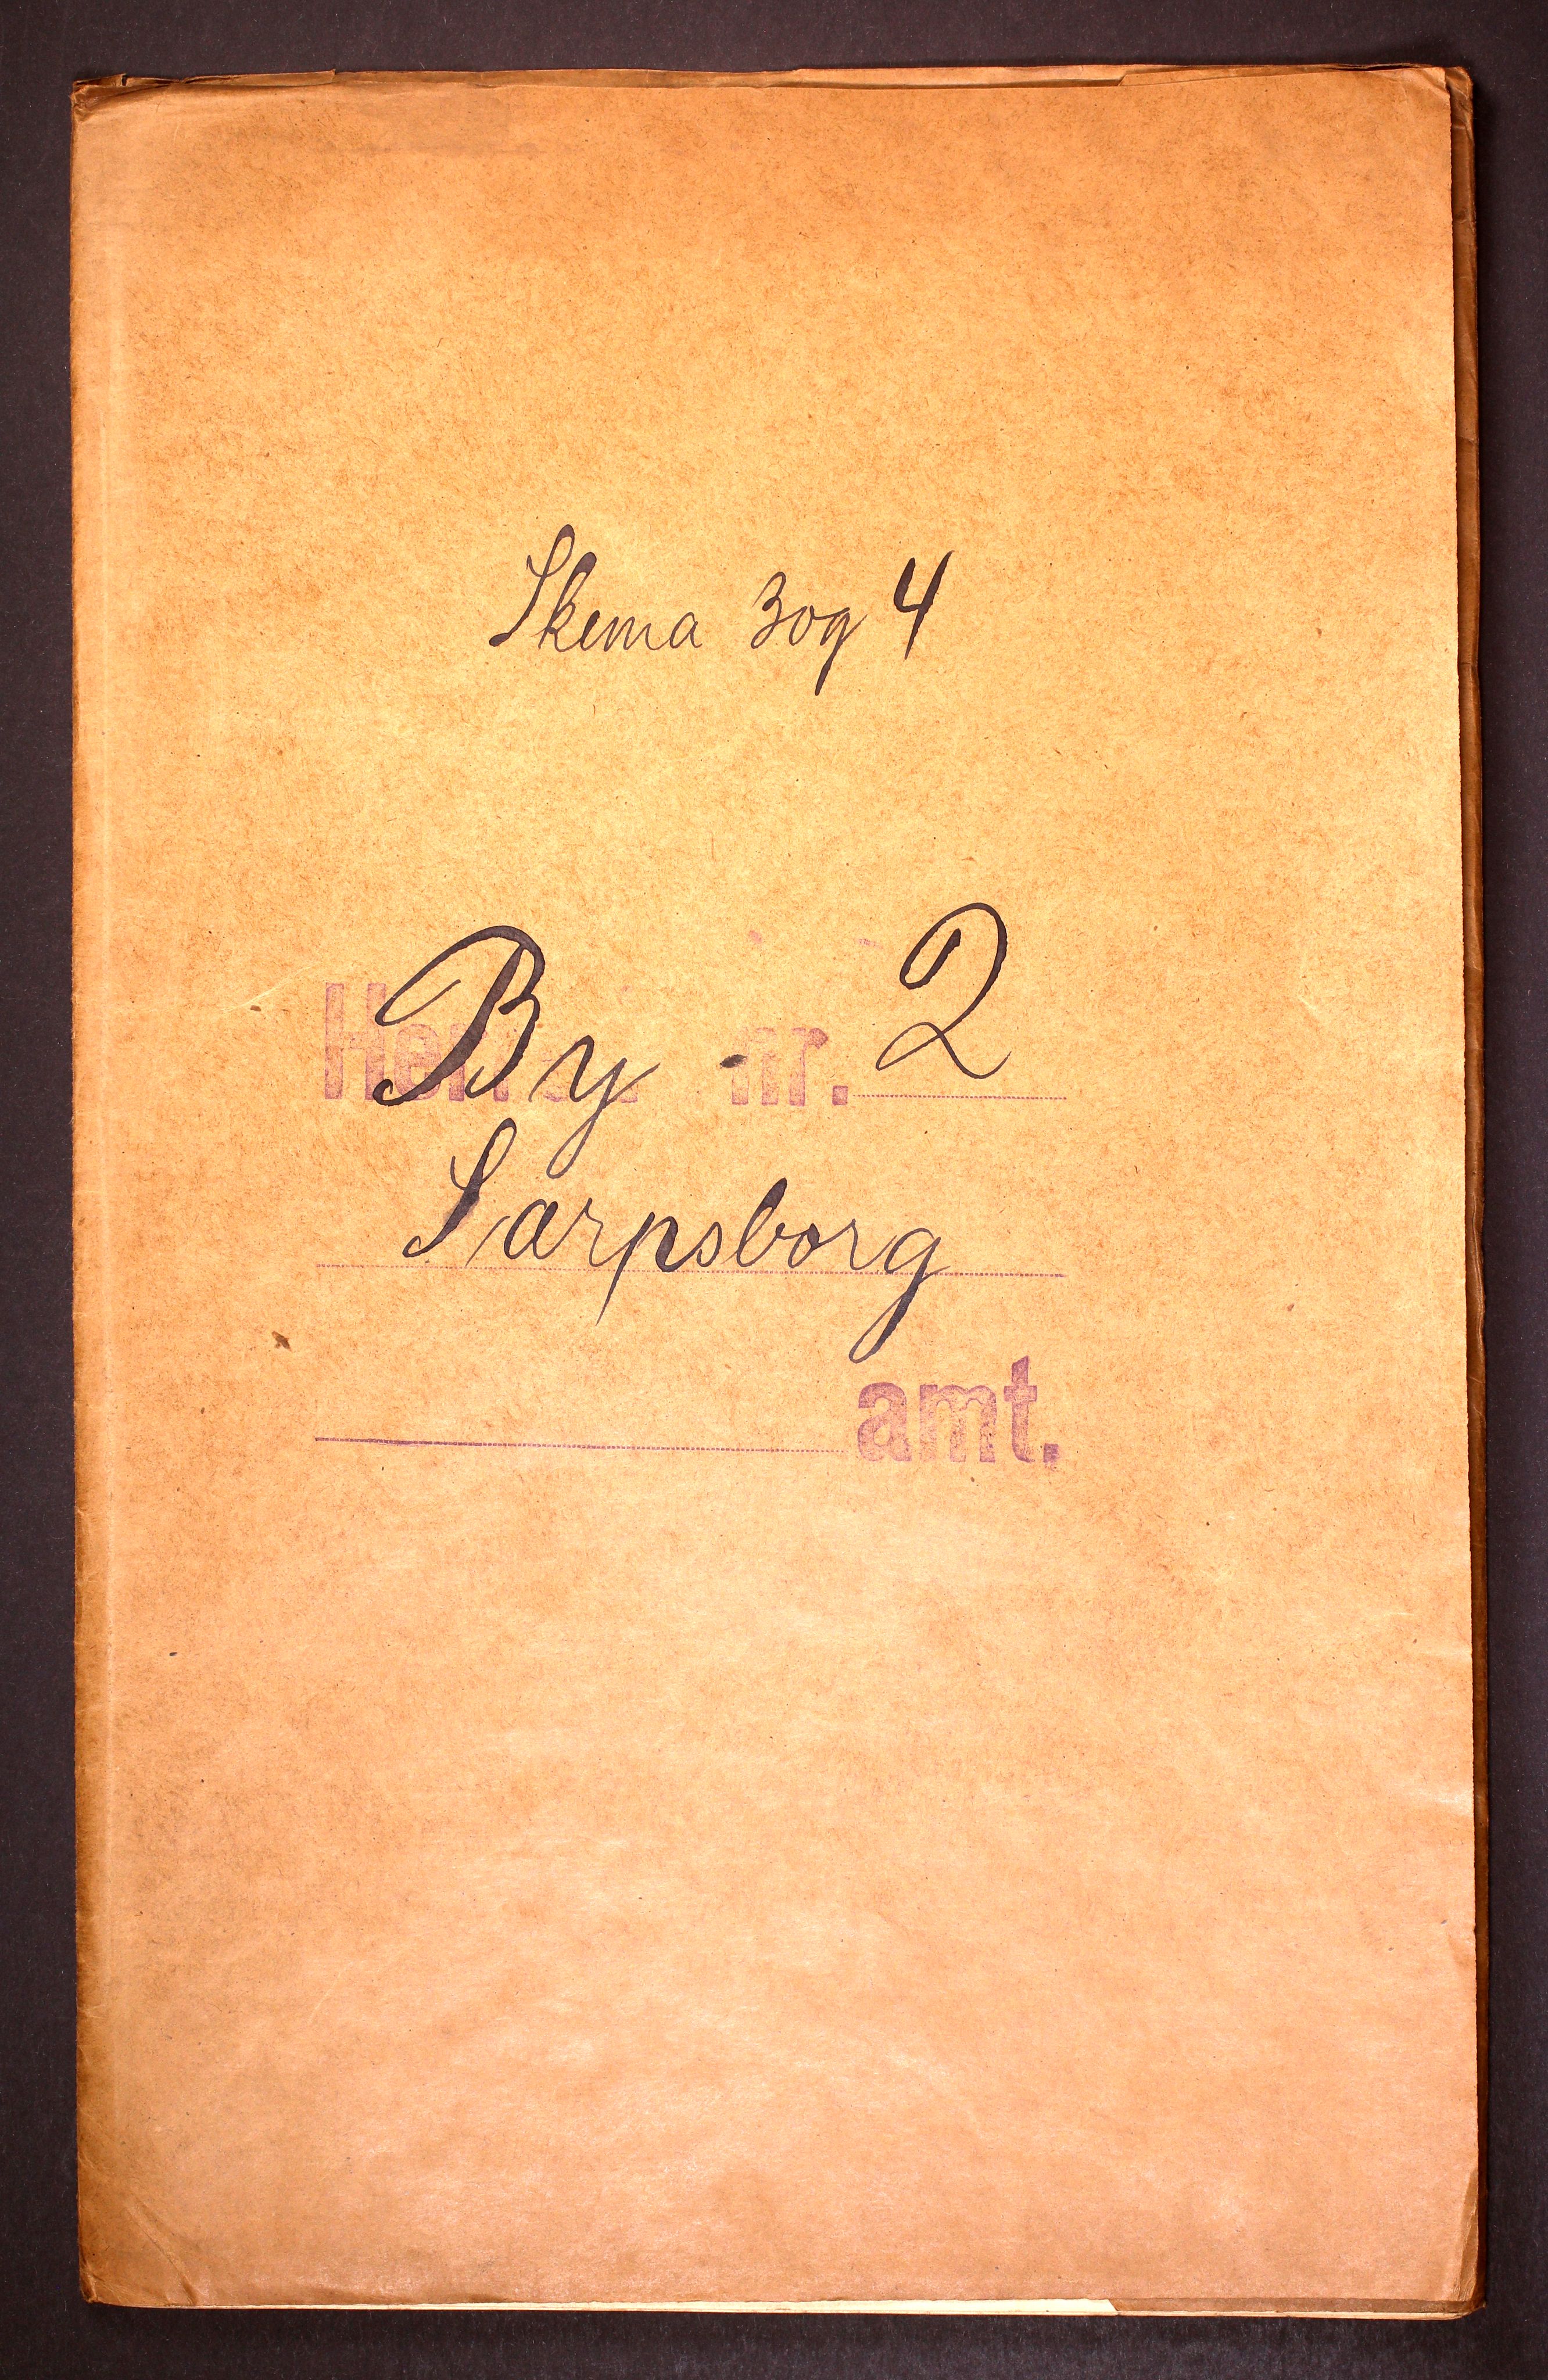 Skema 3 og 4
By nr. 2
Sarpsborg
amt.